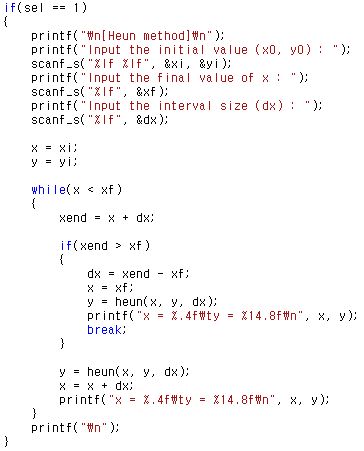 if(sel == 1)
{
printf("₩n[Heun method]₩n");
printf("Input the initial value (x0, y0) : ");
scanf_s("%lf %lf", &xi, &yi);
printf("Input the final value of x : ");
scanf_s("%lf", &xf);
printf("Input the interval size (dx) : ");
scanf_s("%lf", &dx);
x = xi;
y = yi;
while(x < xf)
{
xend = x + dx;
if(xend > xf)
{
dx = xend - xf;
x = xf;
y = heun(x, y, dx);
printf("x = %.4f₩ty = %14.8f₩n", x, y);
break;
}
y = heun(x, y, dx);
x = x + dx;
printf("x = %.4f₩ty = %14.8f₩n", x, y);
}
printf("₩n");
}